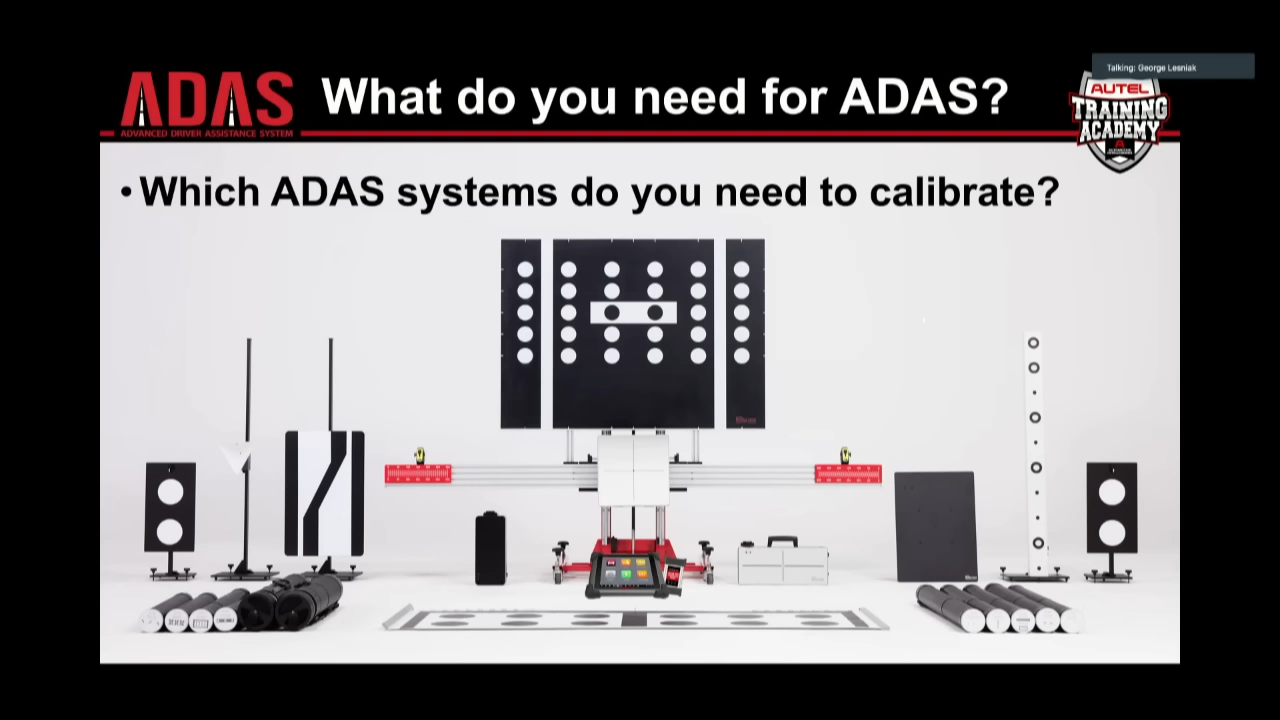 Talking: George Lesniak
ADAS
ADVANCED DRIVER ASSISTANCE SYSTEM
What do you need for ADAS?
AUTEL
TRAINING
ACADEMY
• Which ADAS systems do you need to calibrate?